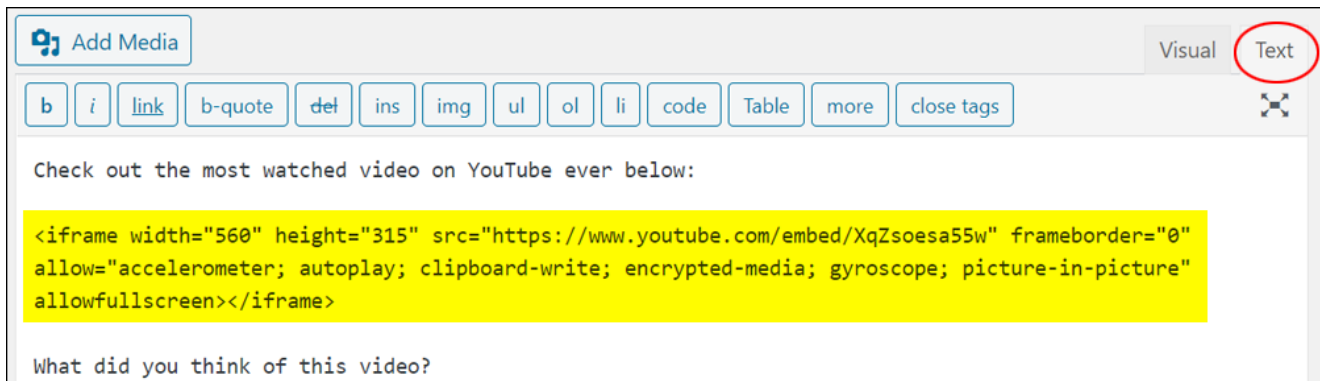 Add Media
Visual Text
b i link b-quote del ins img ul ol li code Table more close tags
Check out the most watched video on YouTube ever below:
<iframe width="560" height="315" src="https://www.youtube.com/embed/XqZsoesa55w" frameborder="0"
allow="accelerometer; autoplay; clipboard-write; encrypted-media; gyroscope; picture-in-picture"
allowfullscreen></iframe>
What did you think of this video?